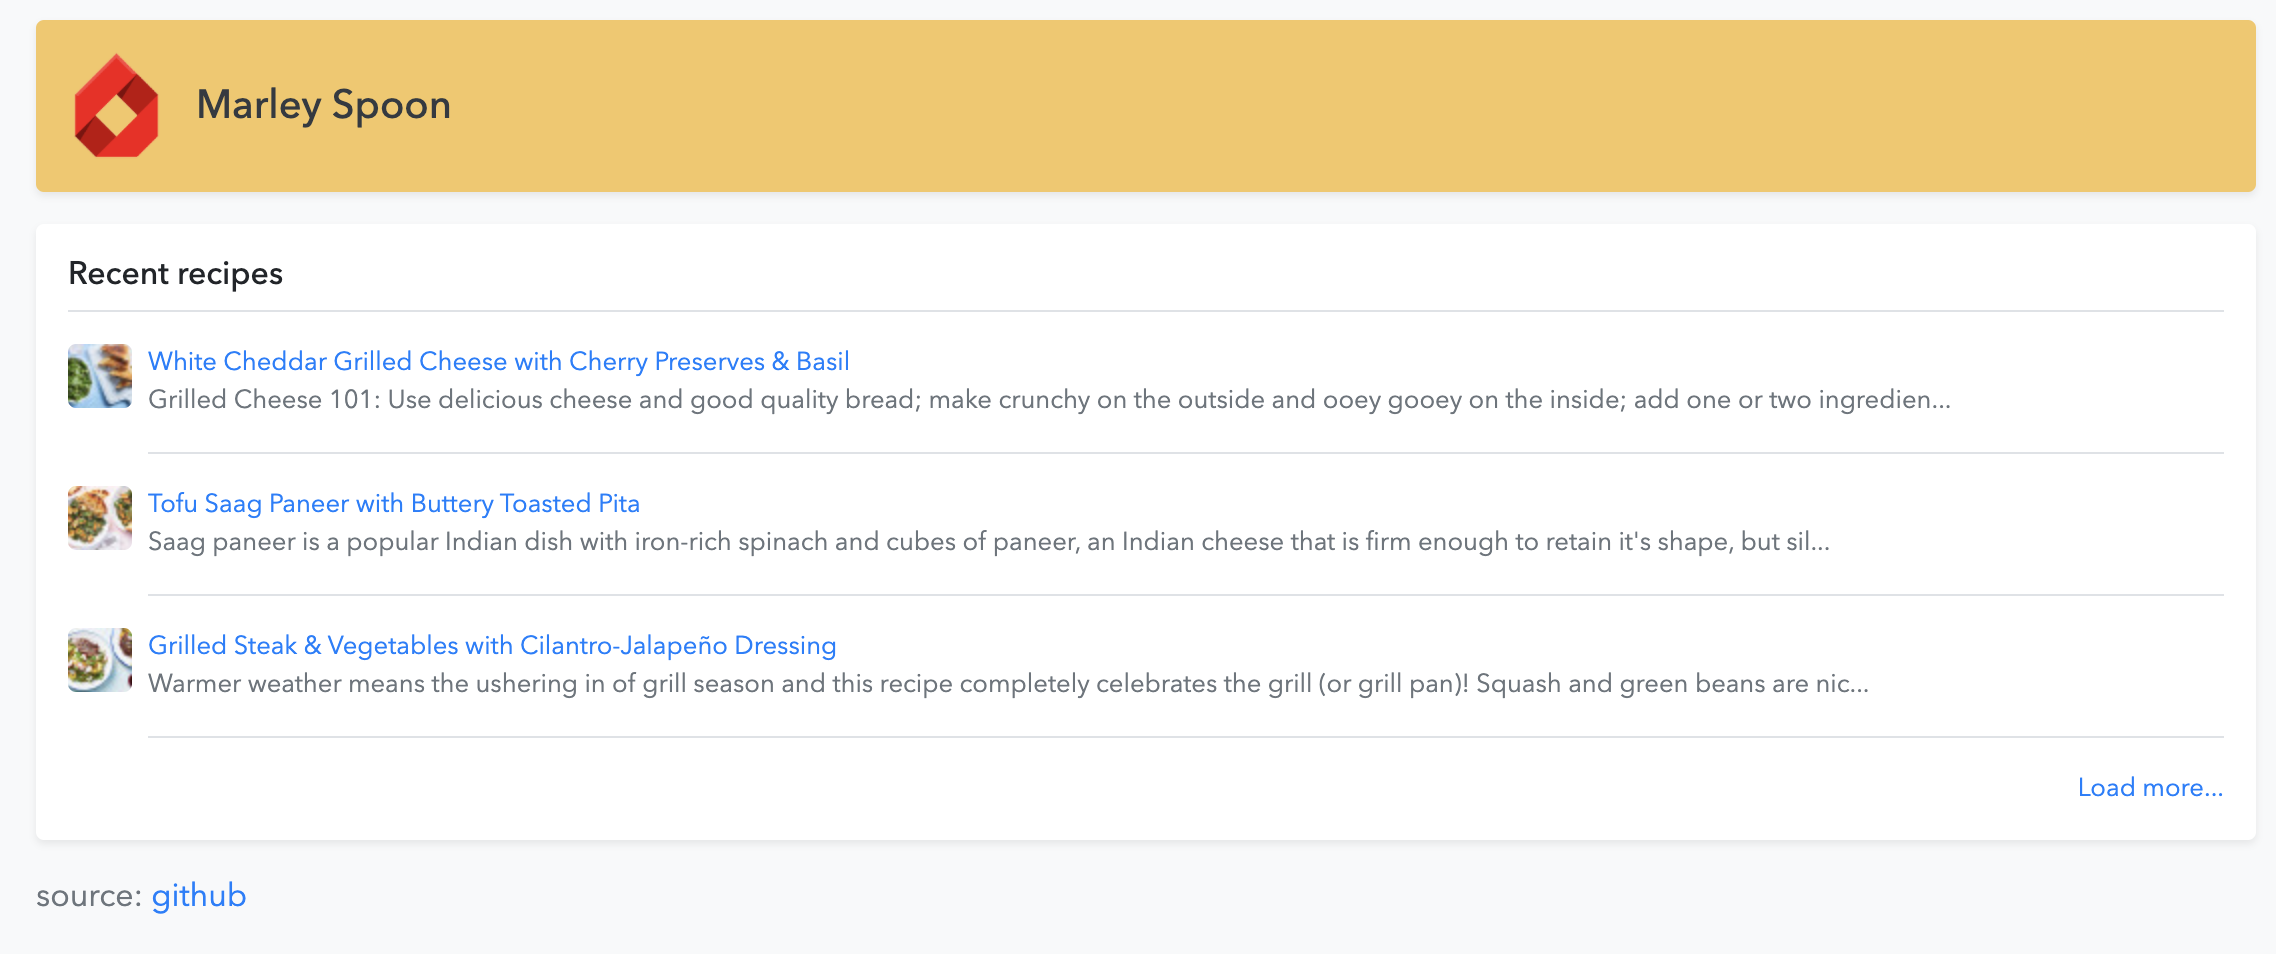 Marley Spoon
Recent recipes
White Cheddar Grilled Cheese with Cherry Preserves & Basil
Grilled Cheese 101: Use delicious cheese and good quality bread; make crunchy on the outside and ooey gooey on the inside; add one or two ingredien...
Tofu Saag Paneer with Buttery Toasted Pita
Saag paneer is a popular Indian dish with iron-rich spinach and cubes of paneer, an Indian cheese that is firm enough to retain it's shape, but sil...
Grilled Steak & Vegetables with Cilantro-Jalapeño Dressing
Warmer weather means the ushering in of grill season and this recipe completely celebrates the grill (or grill pan)! Squash and green beans are nic...
Load more...
source: github